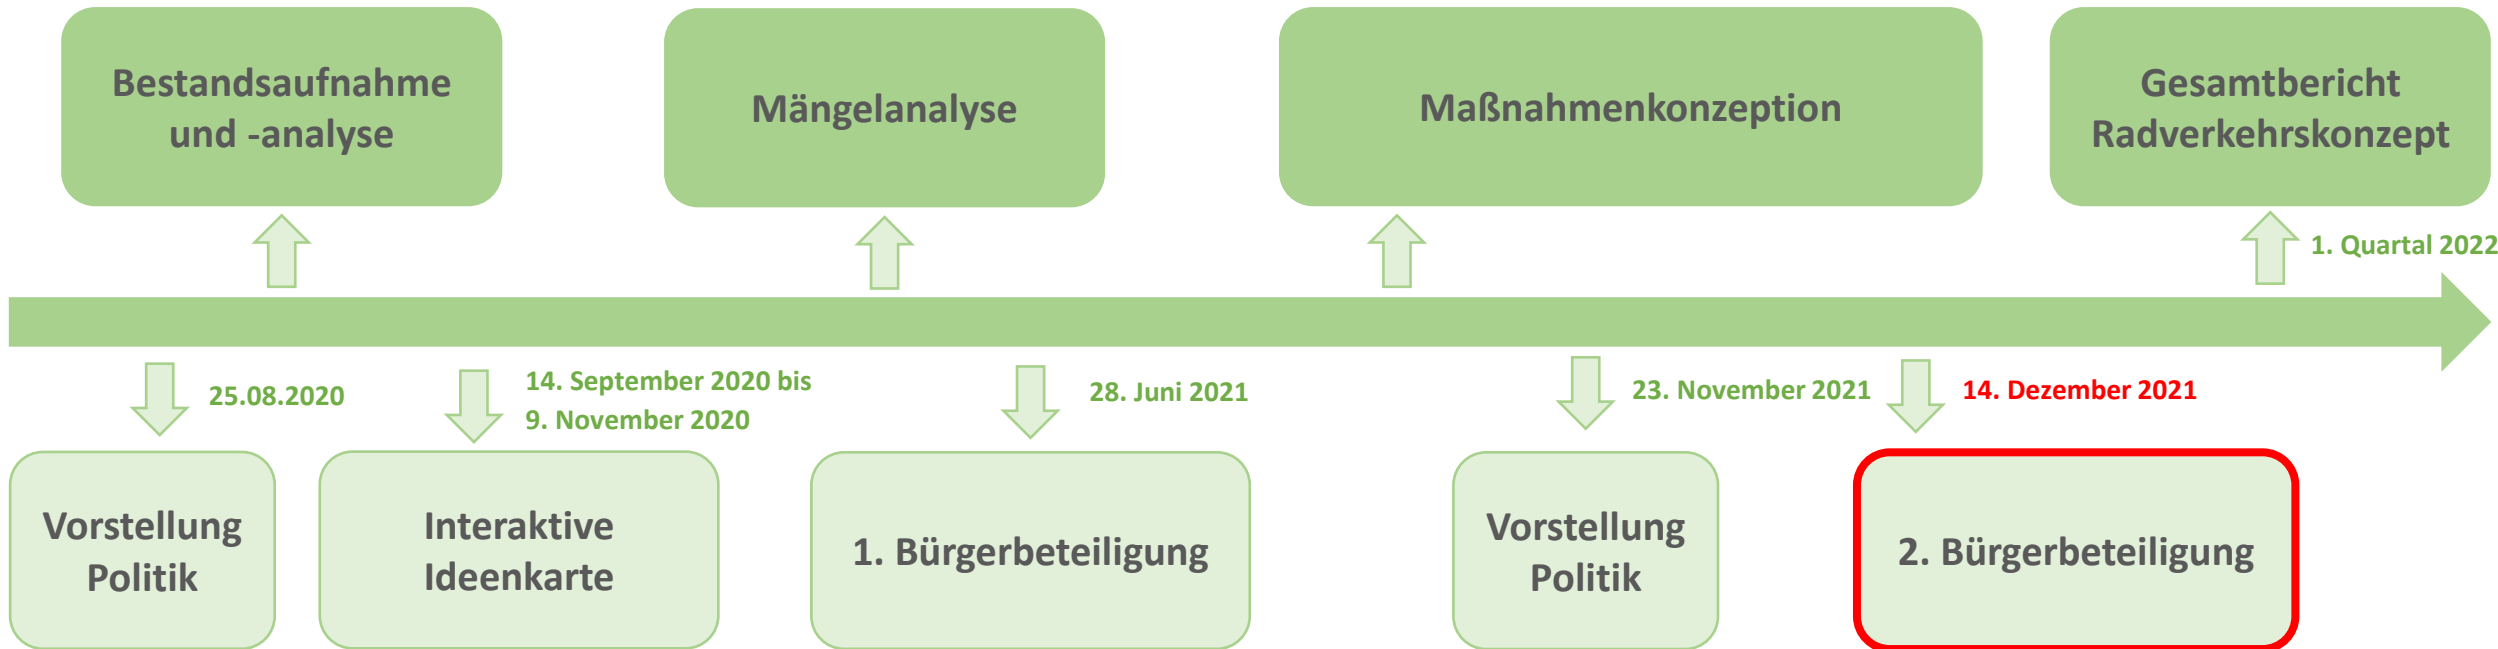 Bestandsaufnahme
und -analyse
Mängelanalyse
Maßnahmenkonzeption
Gesamtbericht
Radverkehrskonzept
1. Quartal 2022
25.08.2020
14. September 2020 bis
9. November 2020
28. Juni 2021
23. November 2021
14. Dezember 2021
Vorstellung
Politik
Interaktive
Ideenkarte
1. Bürgerbeteiligung
Vorstellung
Politik
2. Bürgerbeteiligung